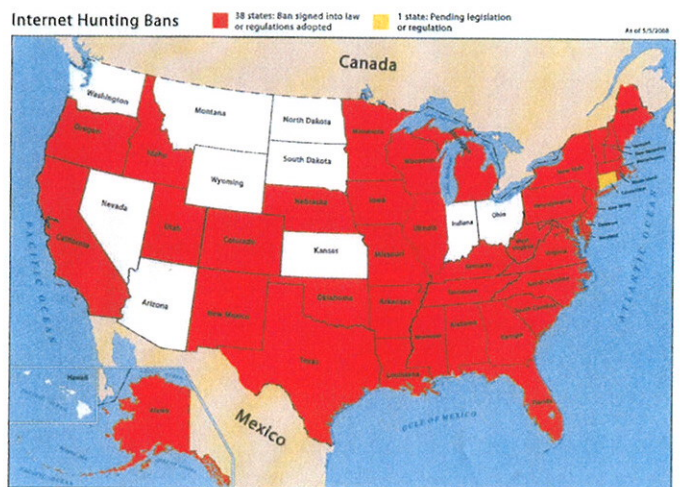 Internet Hunting Bans
38 states: Ban signed into law
or regulations adopted
1 state: Pending legislation
or regulation
As of 5/5/2008
Canada
Washington
Montana
North Dakota
Minnesota
Oregon
Idaho
Wyoming
South Dakota
Wisconsin
Nevada
Utah
Colorado
Nebraska
Iowa
Illinois
Indiana
Ohio
Pennsylvania
New York
Maine
California
Kansas
Missouri
Kentucky
West
Virginia
Virginia
Arizona
New Mexico
Oklahoma
Arkansas
Tennessee
North Carolina
South Carolina
Texas
Louisiana
Alabama
Georgia
Florida
Hawaii
Alaska
Mexico
PACIFIC OCEAN
ATLANTIC OCEAN
GULF OF MEXICO